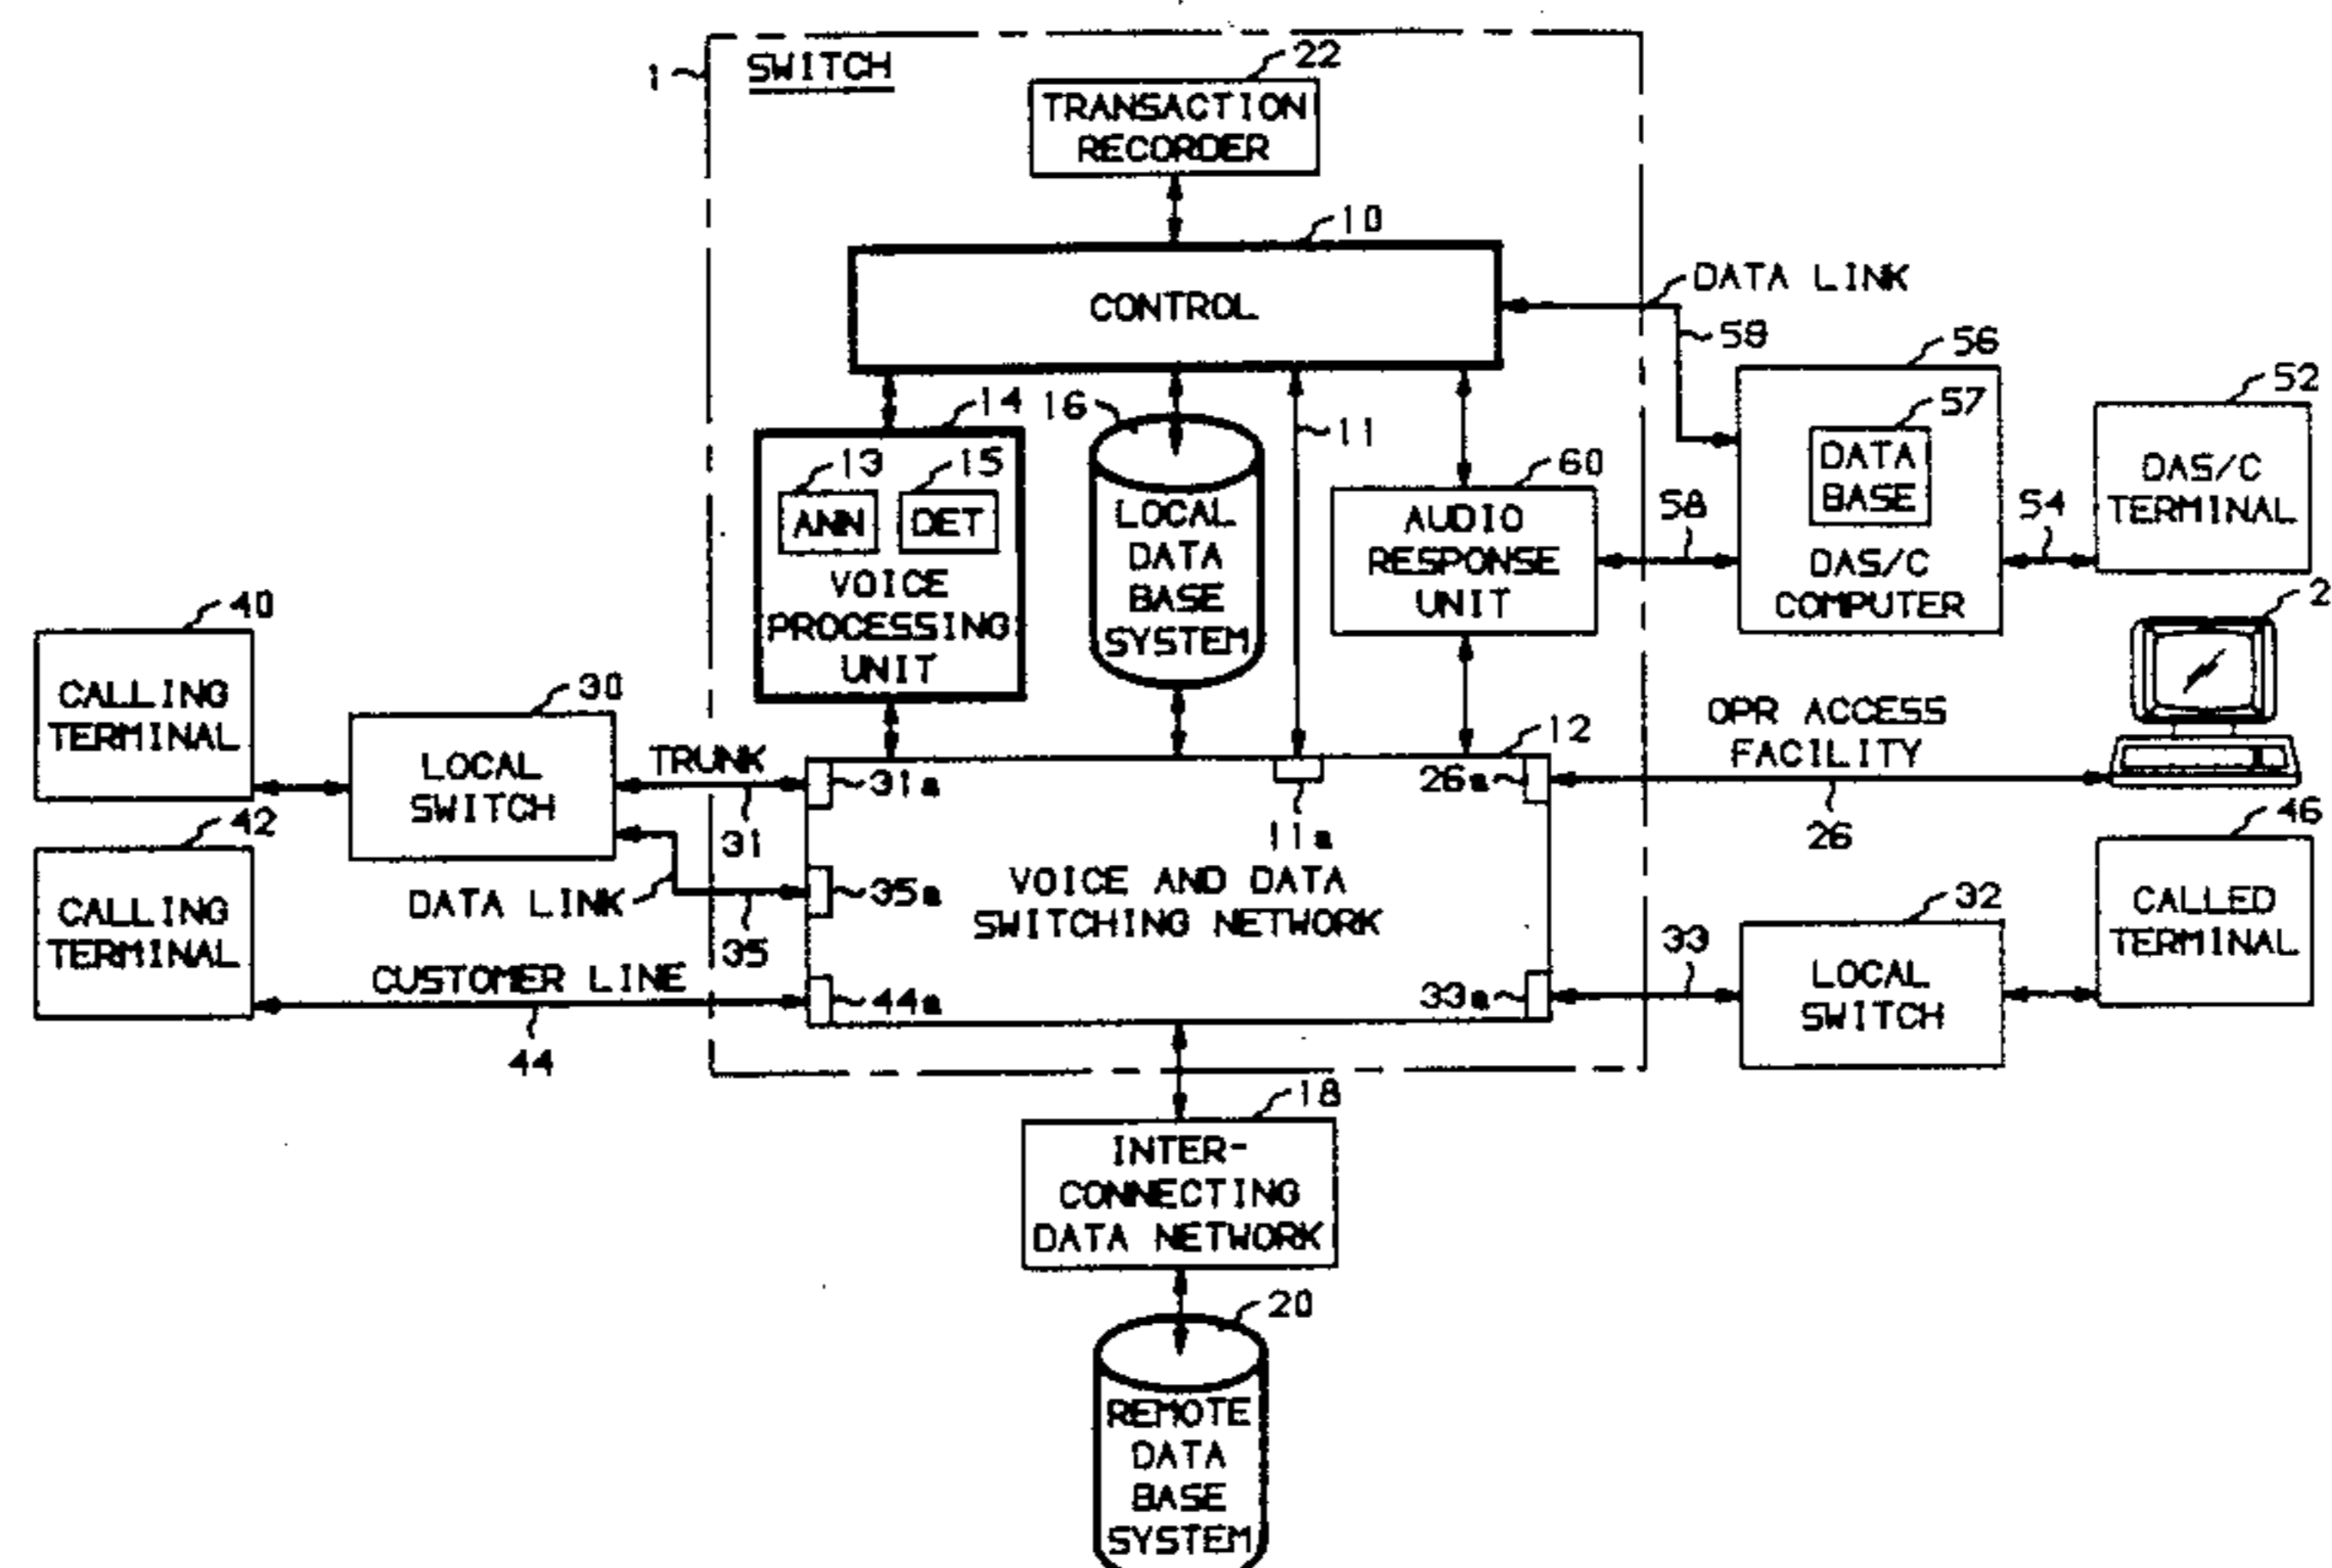 1
SWITCH
22
TRANSACTION
RECORDER
10
CONTROL
DATA LINK
58
56
52
14
16
11
57
13
15
60
DATA
BASE
DAS/C
TERMINAL
ANN
DET
LOCAL
DATA
BASE
SYSTEM
AUDIO
RESPONSE
UNIT
58
54
VOICE
PROCESSING
UNIT
DAS/C
COMPUTER
2
40
CALLING
TERMINAL
30
LOCAL
SWITCH
TRUNK
31
31a
12
26a
11a
OPR ACCESS
FACILITY
26
46
42
CALLING
TERMINAL
DATA LINK
35
35a
VOICE AND DATA
SWITCHING NETWORK
CALLED
TERMINAL
32
CUSTOMER LINE
44
44a
33a
33
LOCAL
SWITCH
18
INTER-
CONNECTING
DATA NETWORK
20
REMOTE
DATA
BASE
SYSTEM